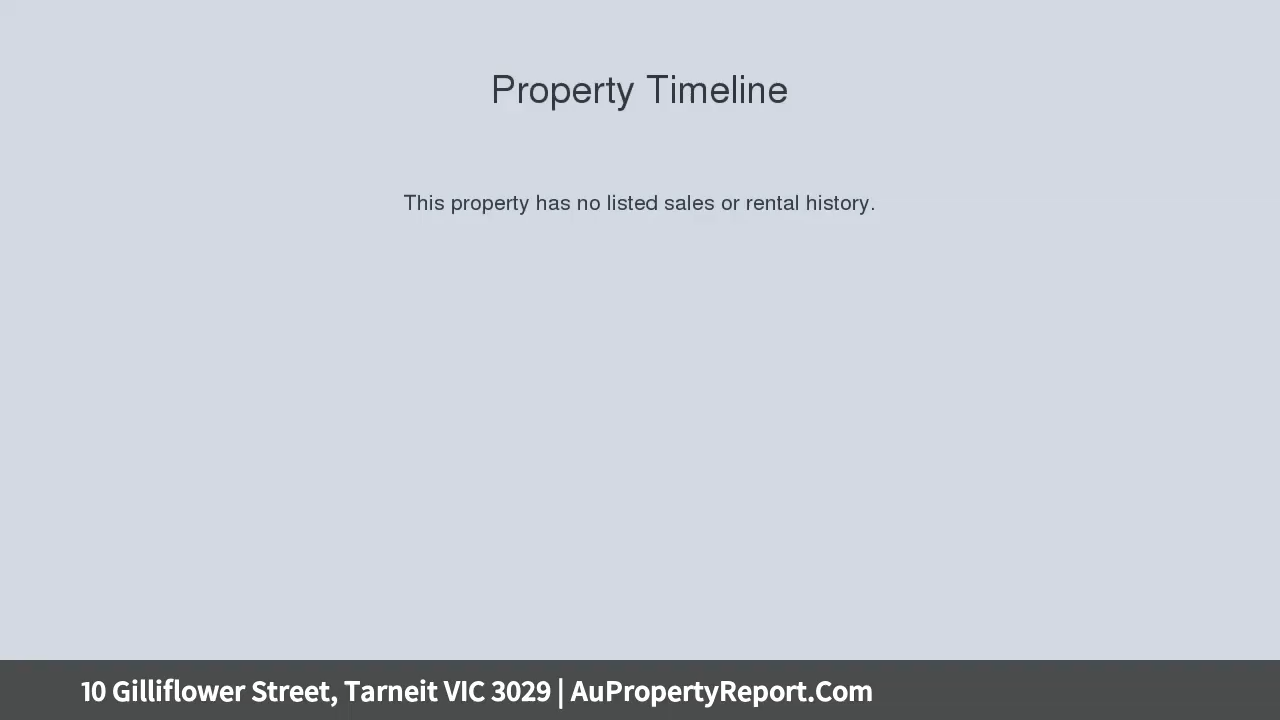 Property Timeline
This property has no listed sales or rental history.
10 Gilliflower Street, Tarneit VIC 3029 | AuPropertyReport.Com